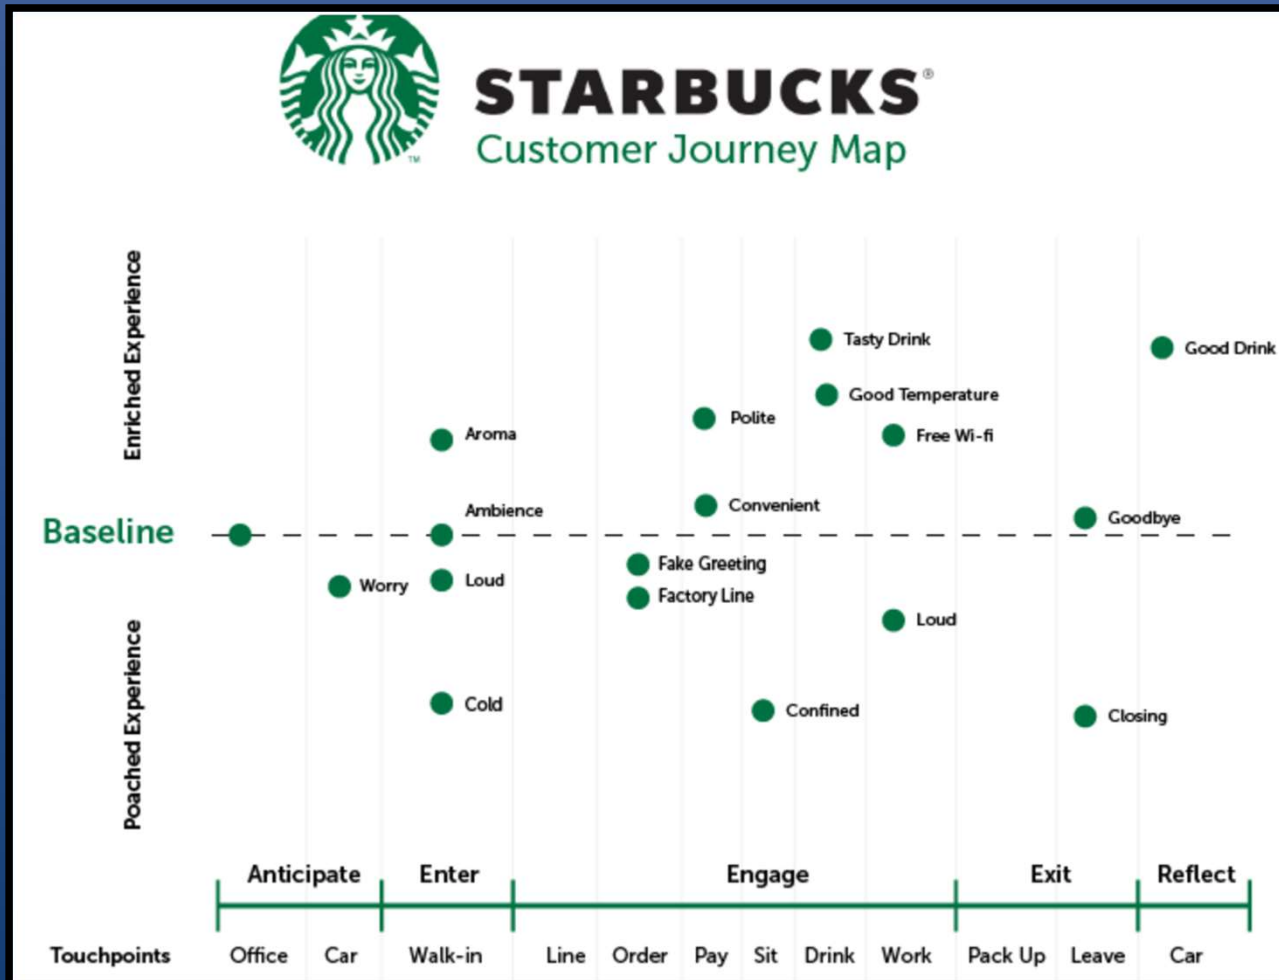 STARBUCKS®
Customer Journey Map
TM
Enriched Experience
Baseline
Poached Experience
Tasty Drink
Good Drink
Good Temperature
Polite
Free Wi-fi
Aroma
Convenient
Ambience
Goodbye
Fake Greeting
Worry
Loud
Factory Line
Loud
Cold
Confined
Closing
Anticipate Enter Engage Exit Reflect
Touchpoints Office Car Walk-in Line Order Pay Sit Drink Work Pack Up Leave Car